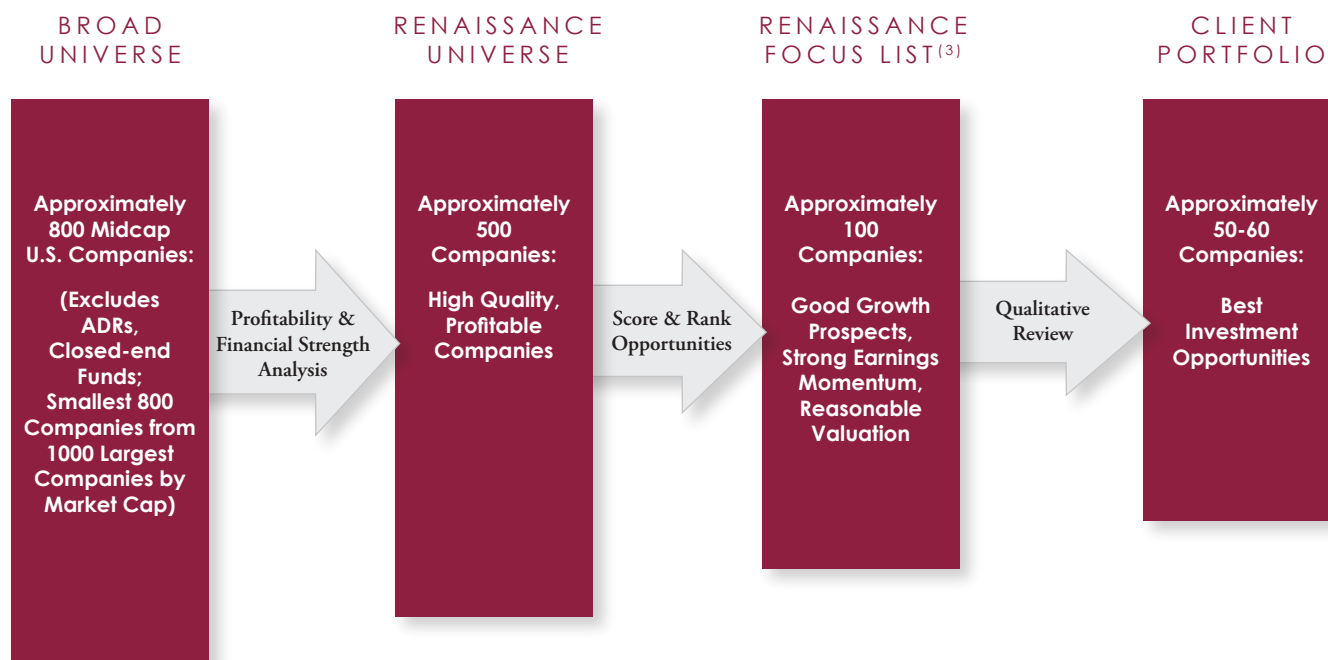 BROAD
UNIVERSE
Approximately
800 Midcap
U.S. Companies:
(Excludes
ADRs,
Closed-end
Funds;
Smallest 800
Companies from
1000 Largest
Companies by
Market Cap)
Profitability &
Financial Strength
Analysis
RENAISSANCE
UNIVERSE
Approximately
500
Companies:
High Quality,
Profitable
Companies
Score & Rank
Opportunities
RENAISSANCE
FOCUS LIST(3)
Approximately
100
Companies:
Good Growth
Prospects,
Strong Earnings
Momentum,
Reasonable
Valuation
Qualitative
Review
CLIENT
PORTFOLIO
Approximately
50-60
Companies:
Best
Investment
Opportunities